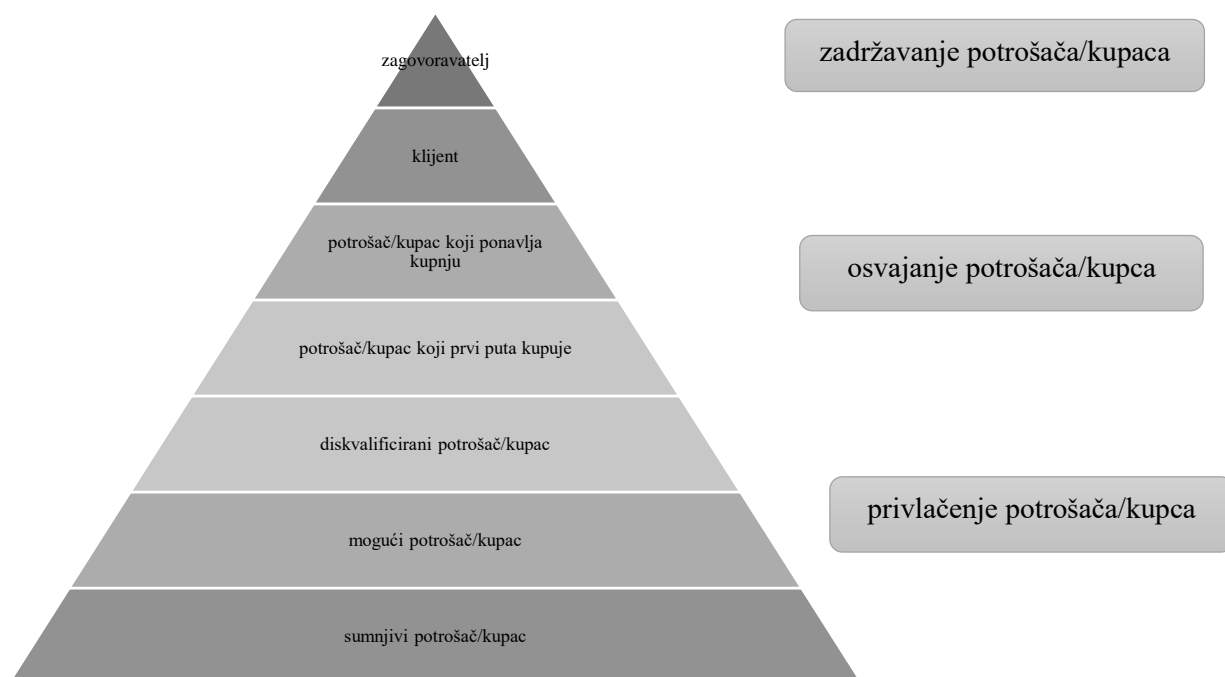 zagovoravatelj
zadržavanje potrošača/kupaca
klijent
potrošač/kupac koji ponavlja
kupnju
osvajanje potrošača/kupca
potrošač/kupac koji prvi puta kupuje
diskvalificirani potrošač/kupac
privlačenje potrošača/kupca
mogući potrošač/kupac
sumnjivi potrošač/kupac